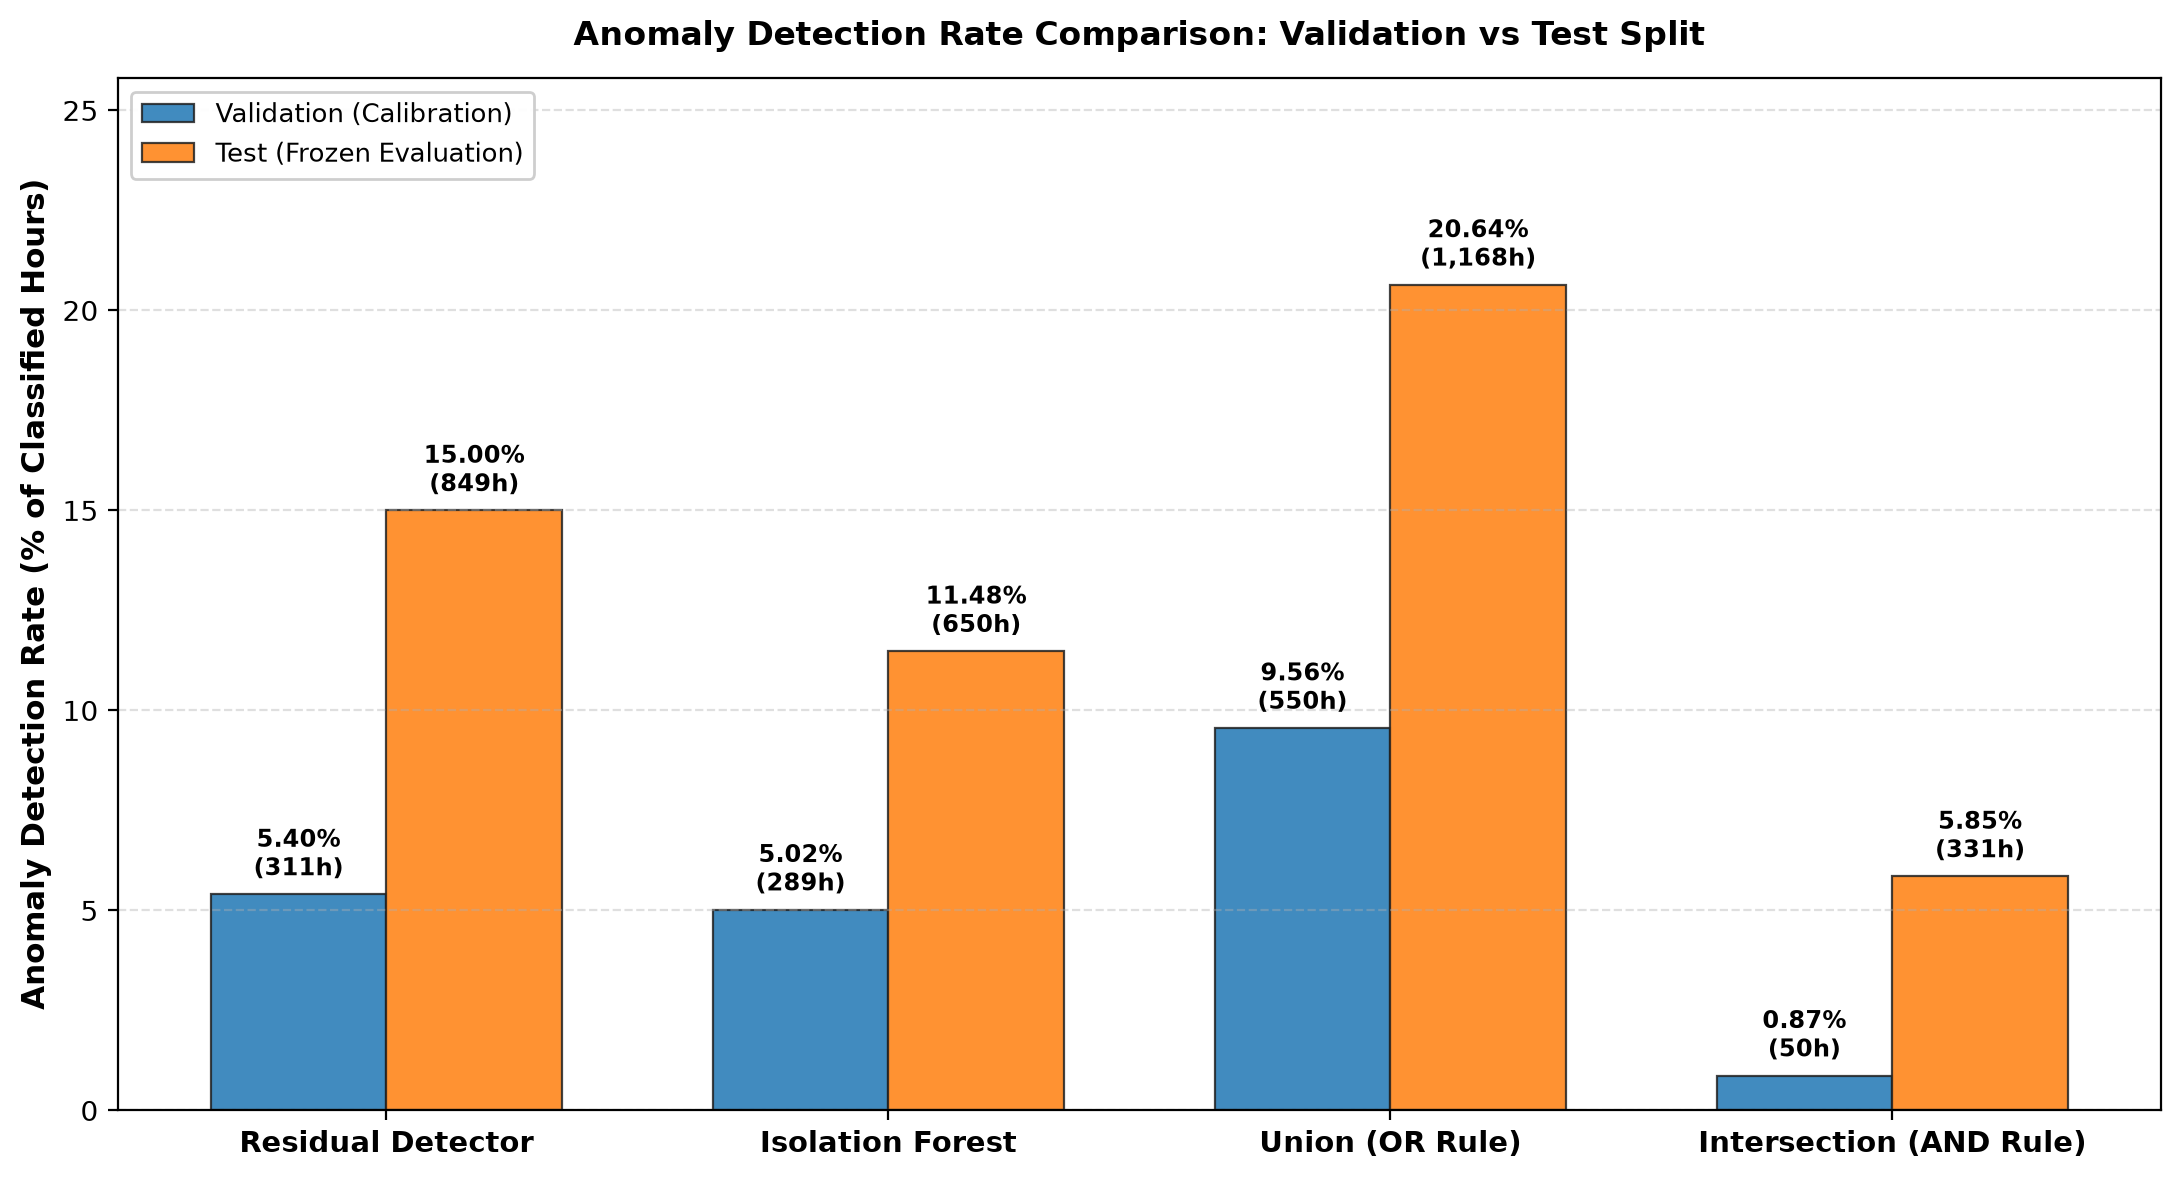 Anomaly Detection Rate Comparison: Validation vs Test Split
Anomaly Detection Rate (% of Classified Hours)
25
20
15
10
5
0
Validation (Calibration)
Test (Frozen Evaluation)
5.40%
(311h)
15.00%
(849h)
5.02%
(289h)
11.48%
(650h)
9.56%
(550h)
20.64%
(1,168h)
0.87%
(50h)
5.85%
(331h)
Residual Detector
Isolation Forest
Union (OR Rule)
Intersection (AND Rule)